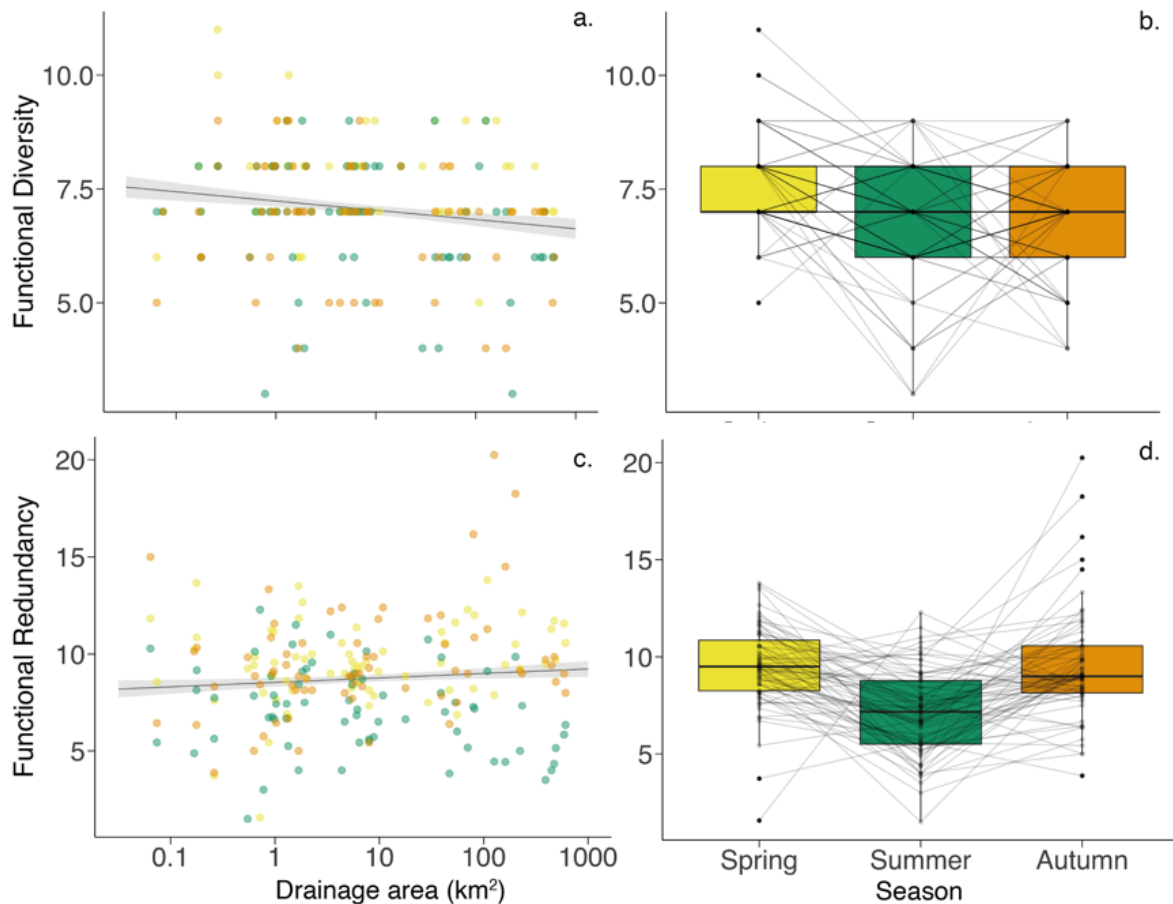 a.
b.
Functional Diversity
10.0
7.5
5.0
10.0
7.5
5.0
c.
d.
Functional Redundancy
20
15
10
5
20
15
10
5
0.1 1 10 100 1000
Spring Summer Autumn
Drainage area (km²)
Season